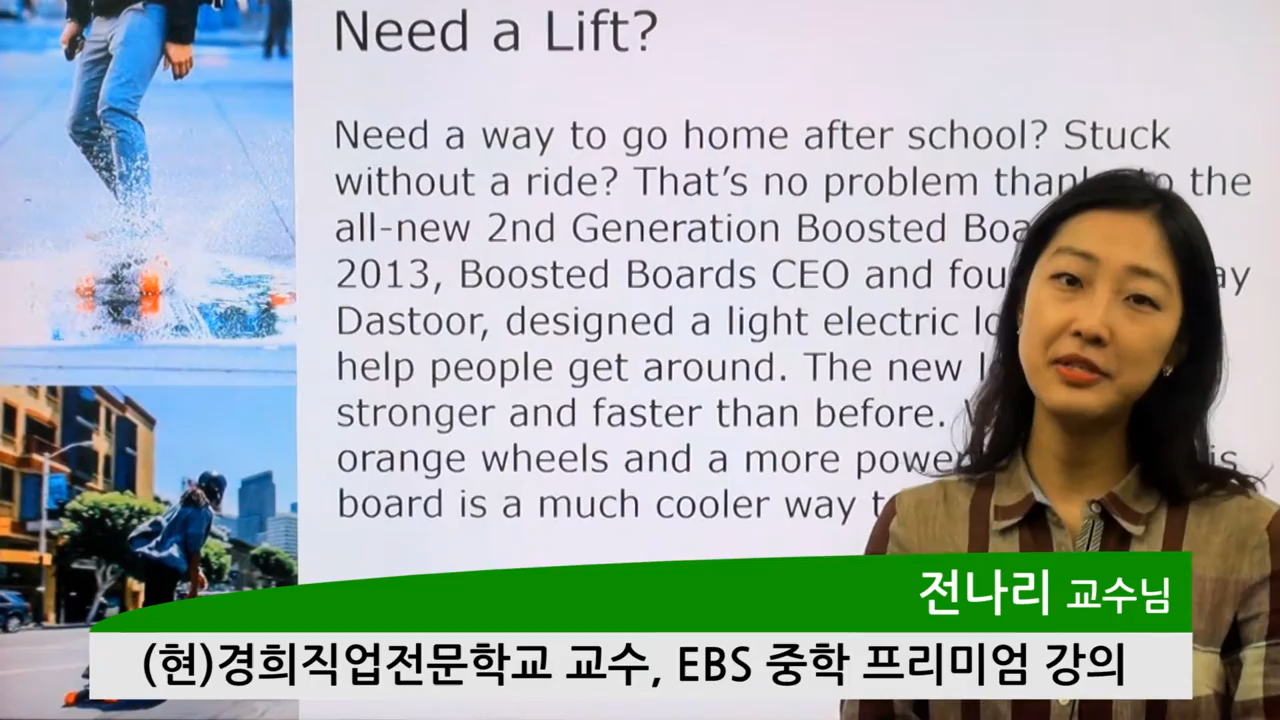 Need a Lift?
Need a way to go home after school? Stuck
without a ride? That's no problem to the
all-new 2nd Generation Boosted
2013, Boosted Boards CEO and
Dastoor, designed a light electric
help people get around. The new
stronger and faster than before.
orange wheels and a more
board is a much cooler way
전나리 교수님
(현)경희직업전문학교 교수, EBS 중학 프리미엄 강의